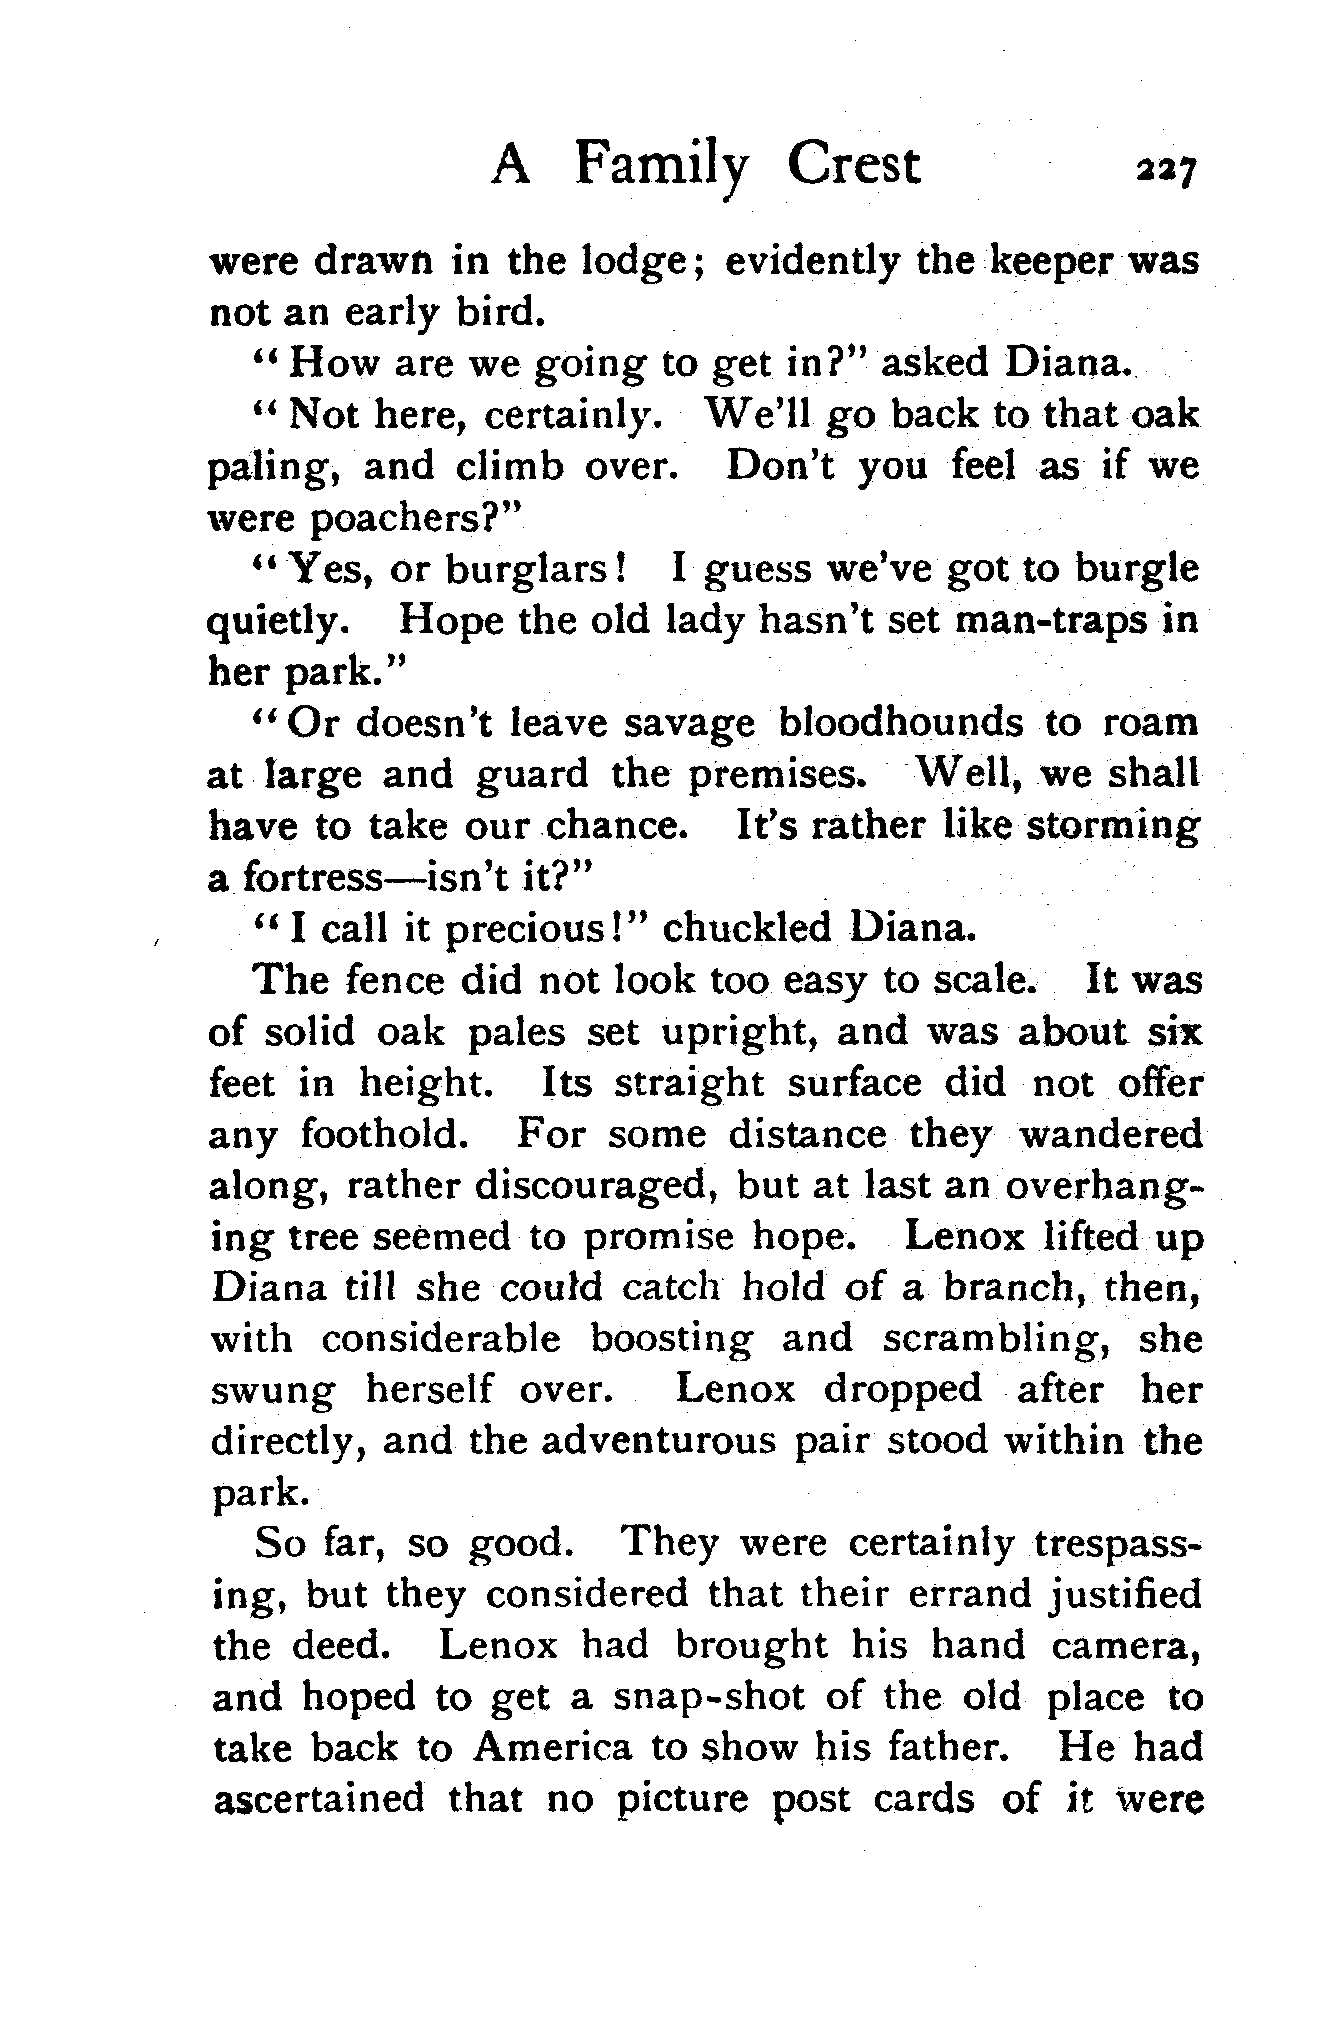 A Family Crest 227
were drawn in the lodge; evidently the keeper was
not an early bird.
"How are we going to get in?" asked Diana.
"Not here, certainly. We'll go back to that oak
paling, and climb over. Don't you feel as if we
were poachers?"
"Yes, or burglars! I guess we've got to burgle
quietly. Hope the old lady hasn't set man-traps in
her park."
"Or doesn't leave savage bloodhounds to roam
at large and guard the premises. Well, we shall
have to take our chance. It's rather like storming
a fortress—isn't it?"
"I call it precious!" chuckled Diana.
The fence did not look too easy to scale. It was
of solid oak pales set upright, and was about six
feet in height. Its straight surface did not offer
any foothold. For some distance they wandered
along, rather discouraged, but at last an overhang-
ing tree seemed to promise hope. Lenox lifted up
Diana till she could catch hold of a branch, then,
with considerable boosting and scrambling, she
swung herself over. Lenox dropped after her
directly, and the adventurous pair stood within the
park.
So far, so good. They were certainly trespass-
ing, but they considered that their errand justified
the deed. Lenox had brought his hand camera,
and hoped to get a snap-shot of the old place to
take back to America to show his father. He had
ascertained that no picture post cards of it were